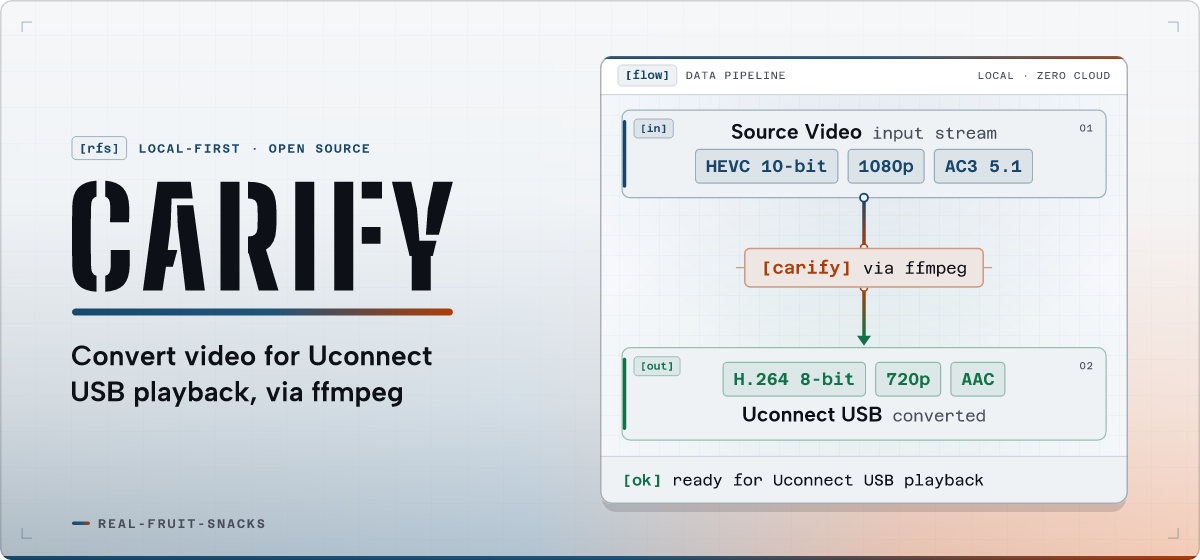 [rfs] LOCAL-FIRST · OPEN SOURCE
CARIFY
Convert video for Uconnect
USB playback, via ffmpeg
REAL-FRUIT-SNACKS
[flow] DATA PIPELINE LOCAL · ZERO CLOUD
[in] Source Video input stream 01
HEVC 10-bit 1080p AC3 5.1
[carify] via ffmpeg
[out] H.264 8-bit 720p AAC 02
Uconnect USB converted
[ok] ready for Uconnect USB playback